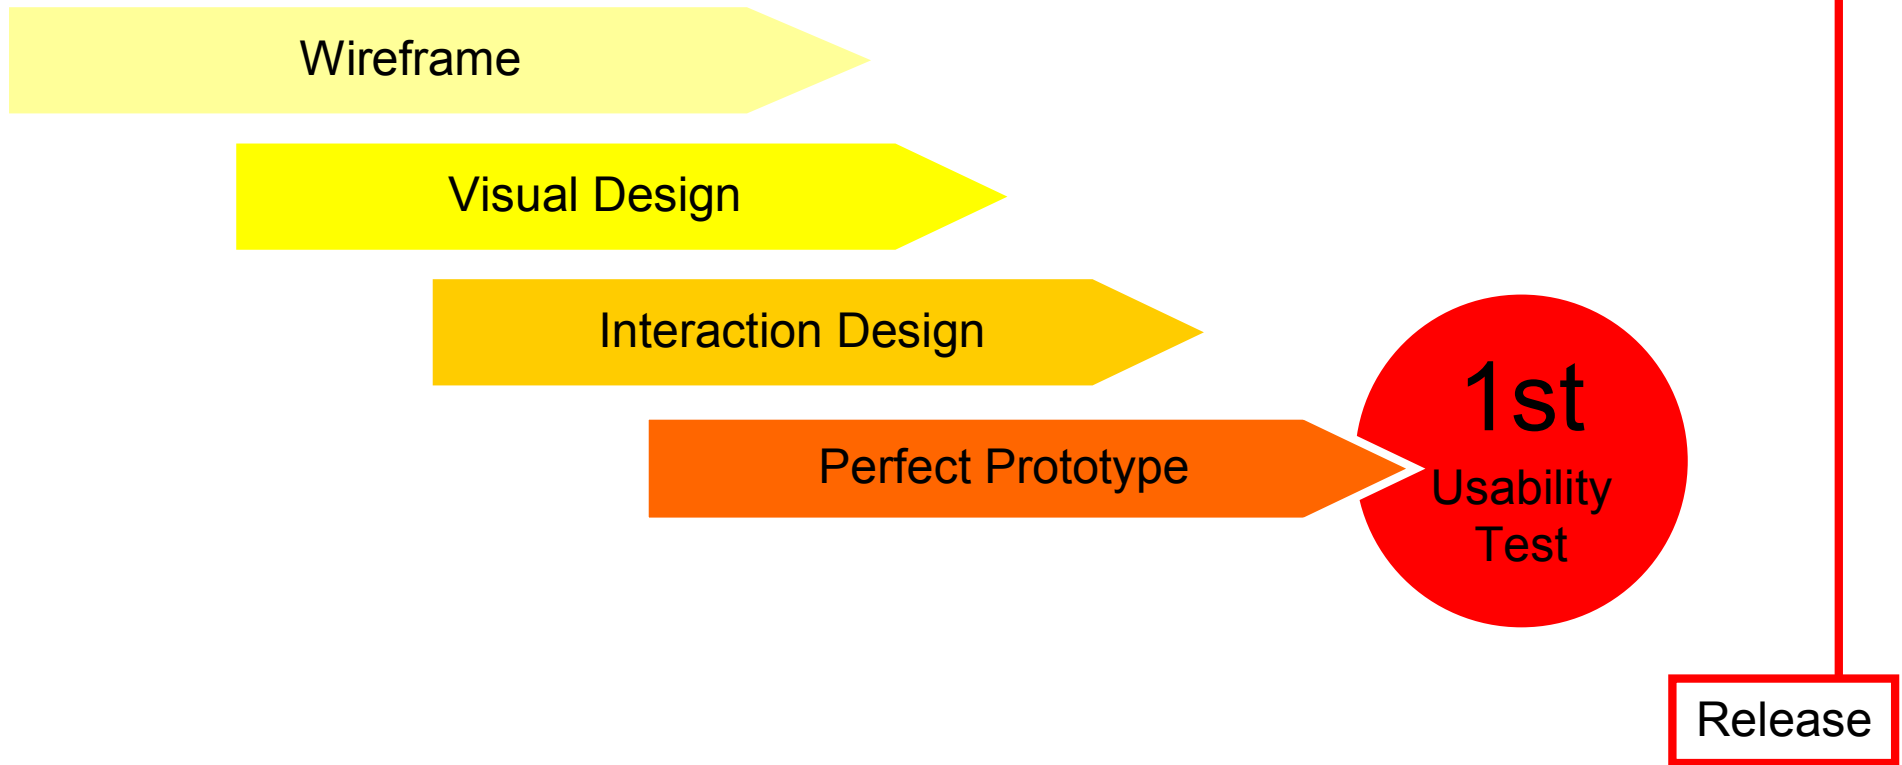 Wireframe
Visual Design
Interaction Design
Perfect Prototype
1st
Usability
Test
Release